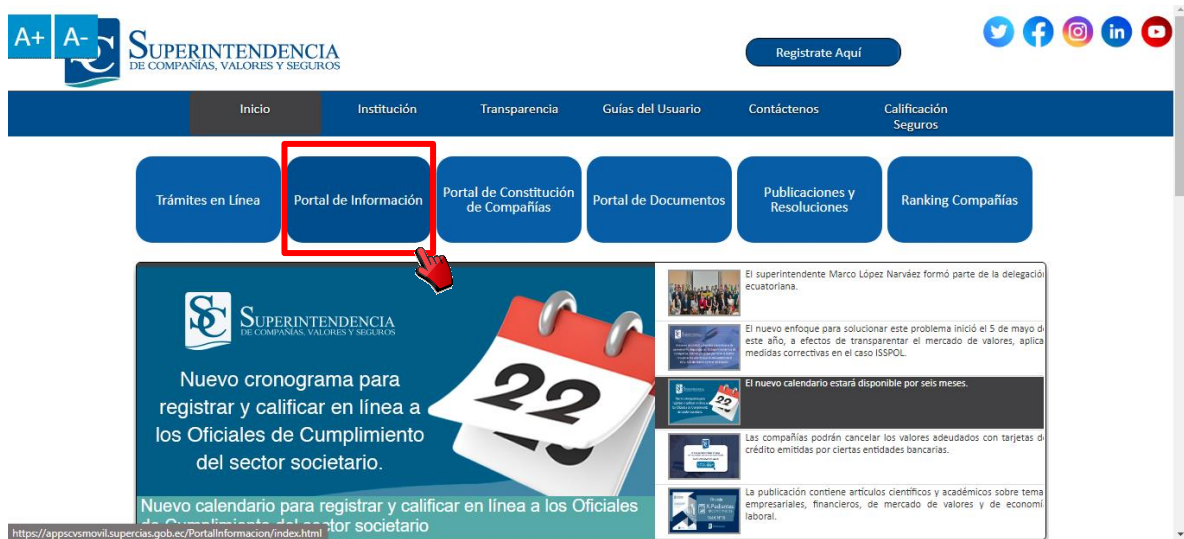 A+ A-
SUPERINTENDENCIA
DE COMPAÑÍAS, VALORES Y SEGUROS
Registrate Aquí
Inicio
Institución
Transparencia
Guías del Usuario
Contáctenos
Calificación
Seguros
Trámites en Línea
Portal de Información
Portal de Constitución
de Compañías
Portal de Documentos
Publicaciones y
Resoluciones
Ranking Compañías
SUPERINTENDENCIA
DE COMPAÑÍAS, VALORES Y SEGUROS
Nuevo cronograma para
registrar y calificar en línea a
los Oficiales de Cumplimiento
del sector societario.
22
Nuevo calendario para registrar y calificar en línea a los Oficiales
de Cumplimiento del sector societario
El superintendente Marco López Narváez formó parte de la delegación
ecuatoriana.
El nuevo enfoque para solucionar este problema inició el 5 de mayo de
este año, a efectos de transparentar el mercado de valores, aplica
medidas correctivas en el caso ISSPOL.
El nuevo calendario estará disponible por seis meses.
Las compañías podrán cancelar los valores adeudados con tarjetas de
crédito emitidas por ciertas entidades bancarias.
La publicación contiene artículos científicos y académicos sobre tema
empresariales, financieros, de mercado de valores y de economí
laboral.
https://appscvsmovil.supercias.gob.ec/PortalInformacion/index.html